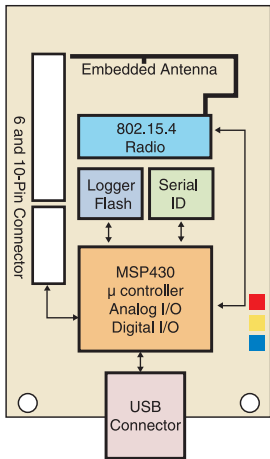 Embedded Antenna
6 and 10-Pin Connector
802.15.4
Radio
Logger
Flash
Serial
ID
MSP430
µ controller
Analog I/O
Digital I/O
USB
Connector